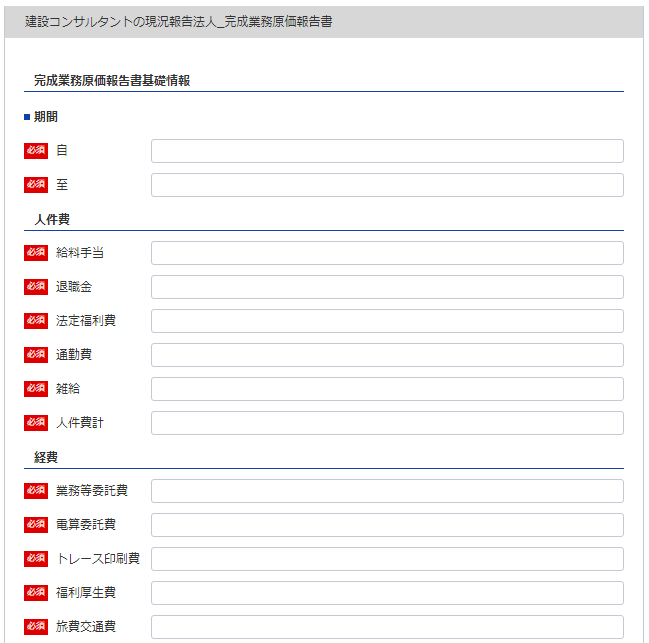 建設コンサルタントの現況報告法人_完成業務原価報告書
完成業務原価報告書基礎情報
期間
必須 自
必須 至
人件費
必須 給料手当
必須 退職金
必須 法定福利費
必須 通勤費
必須 雑給
必須 人件費計
経費
必須 業務等委託費
必須 電算委託費
必須 トレース印刷費
必須 福利厚生費
必須 旅費交通費